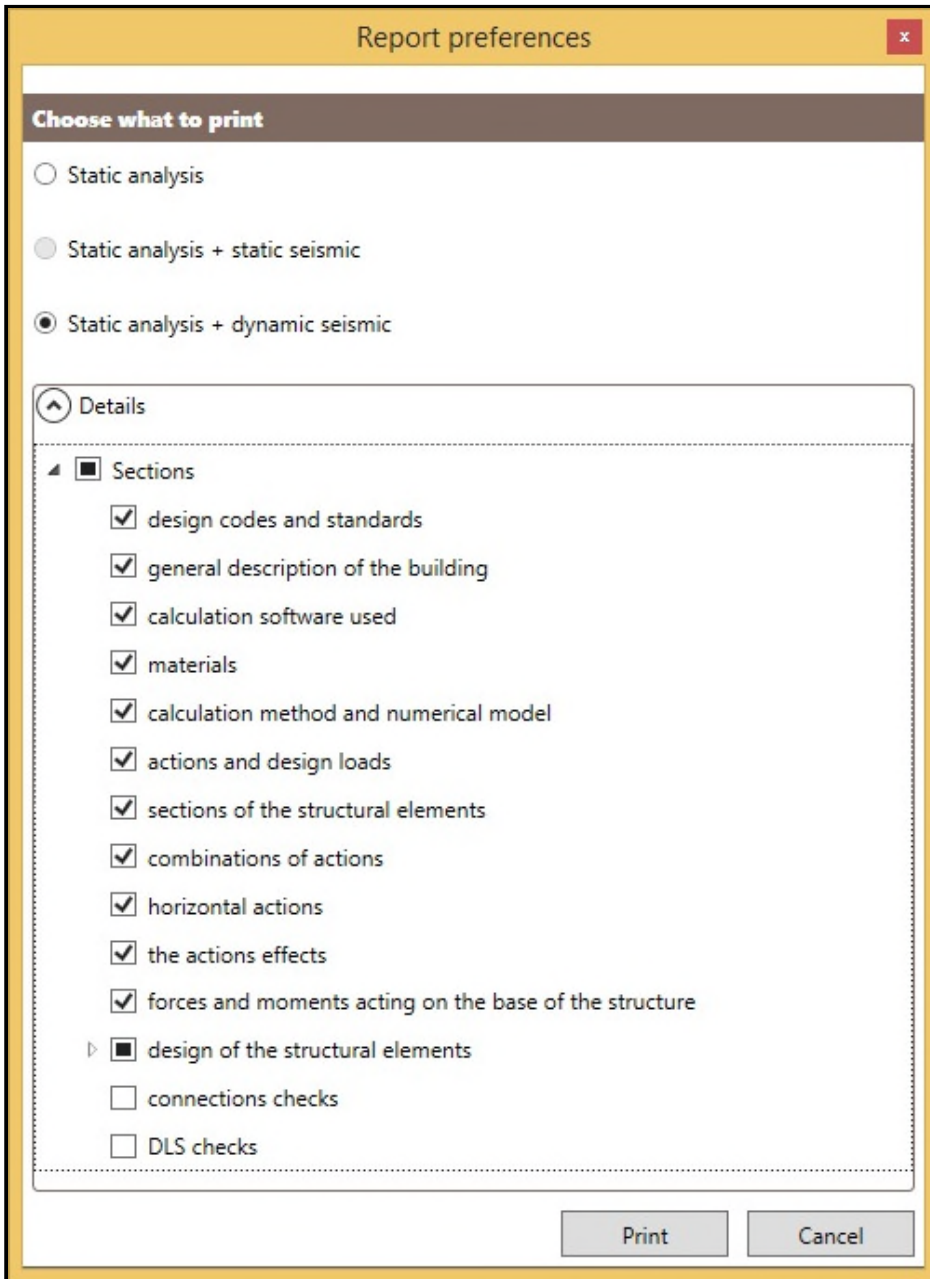 Report preferences
x
Choose what to print
Static analysis
Static analysis + static seismic
Static analysis + dynamic seismic
Details
Sections
design codes and standards
general description of the building
calculation software used
materials
calculation method and numerical model
actions and design loads
sections of the structural elements
combinations of actions
horizontal actions
the actions effects
forces and moments acting on the base of the structure
design of the structural elements
connections checks
DLS checks
Print Cancel